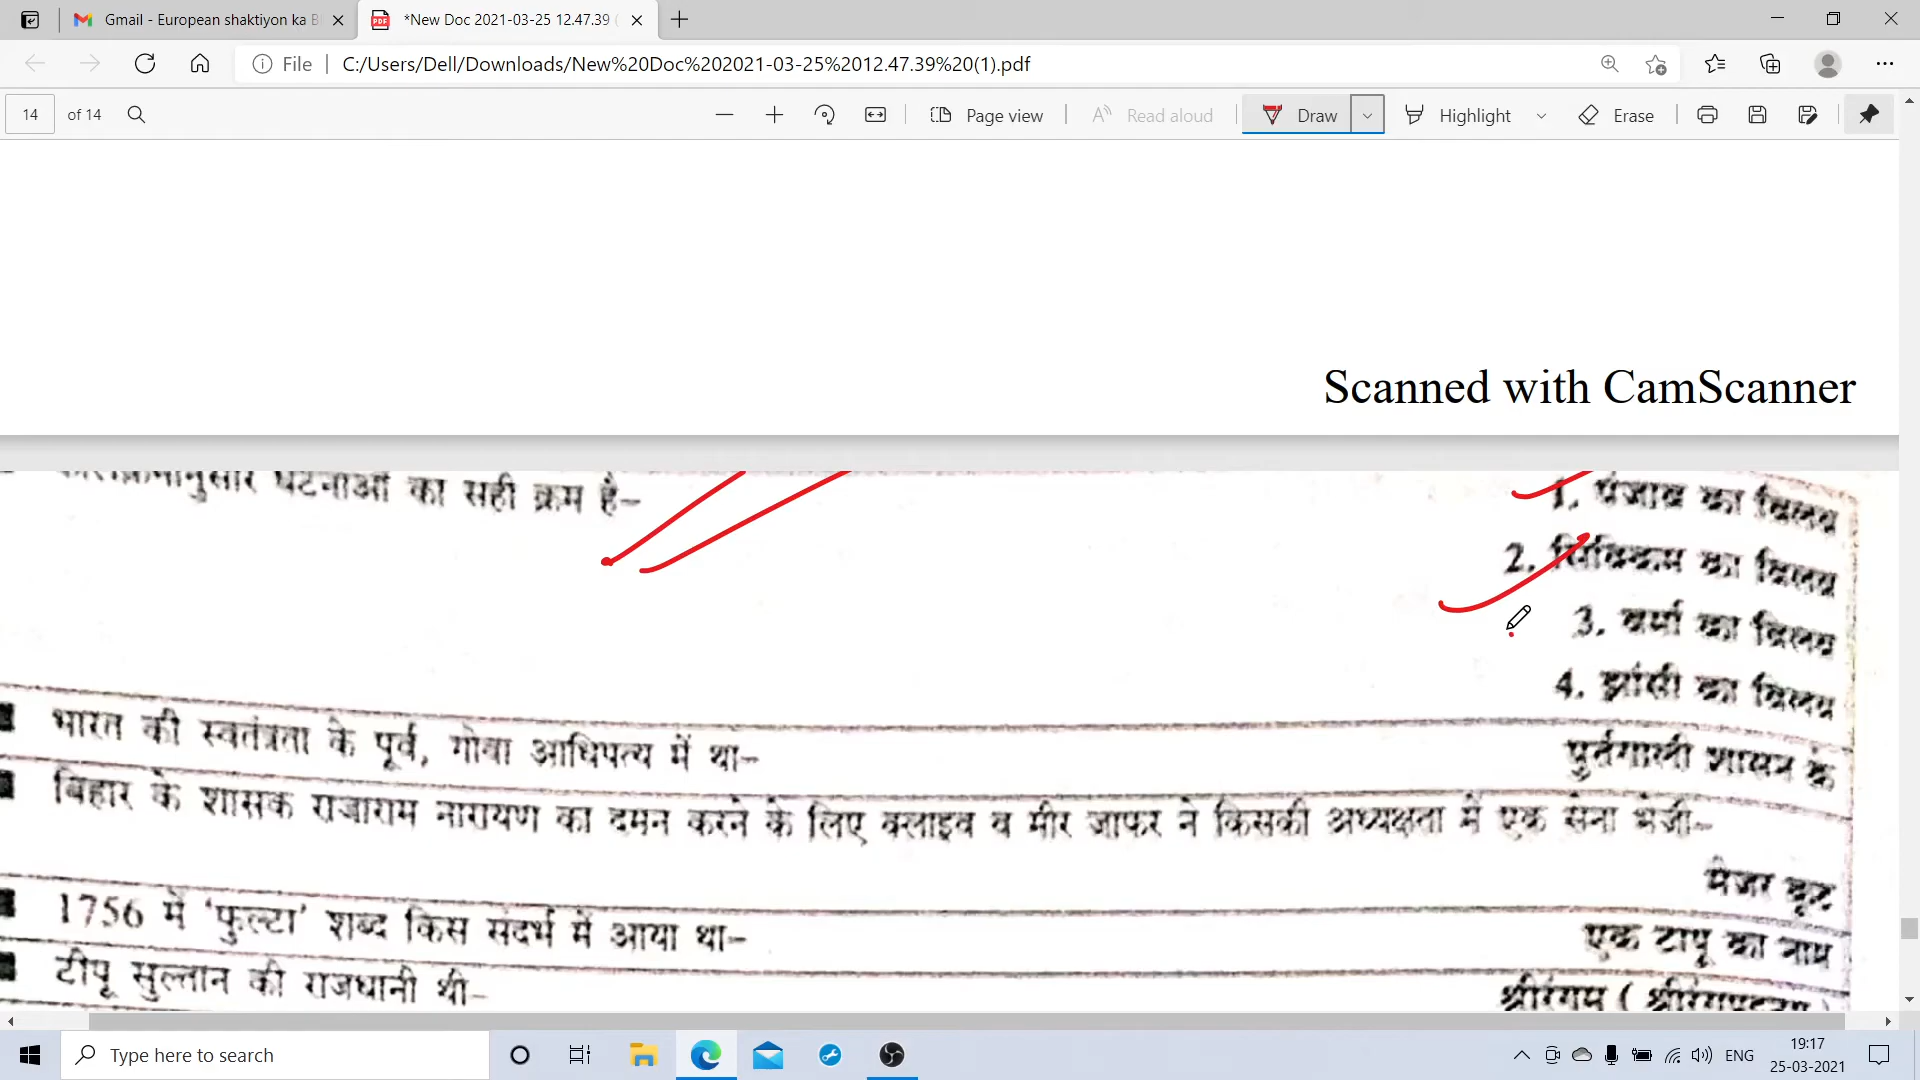 Gmail - European shaktiyon ka B
*New Doc 2021-03-25 12.47.39 (
File
C:/Users/Dell/Downloads/New%20Doc%202021-03-25%2012.47.39%20(1).pdf
14 of 14
Page view
Read aloud
Draw
Highlight
Erase
Scanned with CamScanner
घटनाओं का सही क्रम है–
1. पंजाब का विलय
2. सिक्किम का विलय
3. बर्मा का विलय
4. झांसी का विलय
भारत की स्वतंत्रता के पूर्व, गोवा आधिपत्य में था–
पुर्तगाली शासन के
बिहार के शासक राजाराम नारायण का दमन करने के लिए क्लाइव व मीर जाफर ने किसकी अध्यक्षता में एक सेना भेजी–
मेजर कूट
1756 में 'फुल्टा' शब्द किस संदर्भ में आया था–
एक टापू का नाम
टीपू सुल्तान की राजधानी थी–
श्रीरंगम ( श्रीरंगपट्टनम )
Type here to search
ENG
19:17
25-03-2021